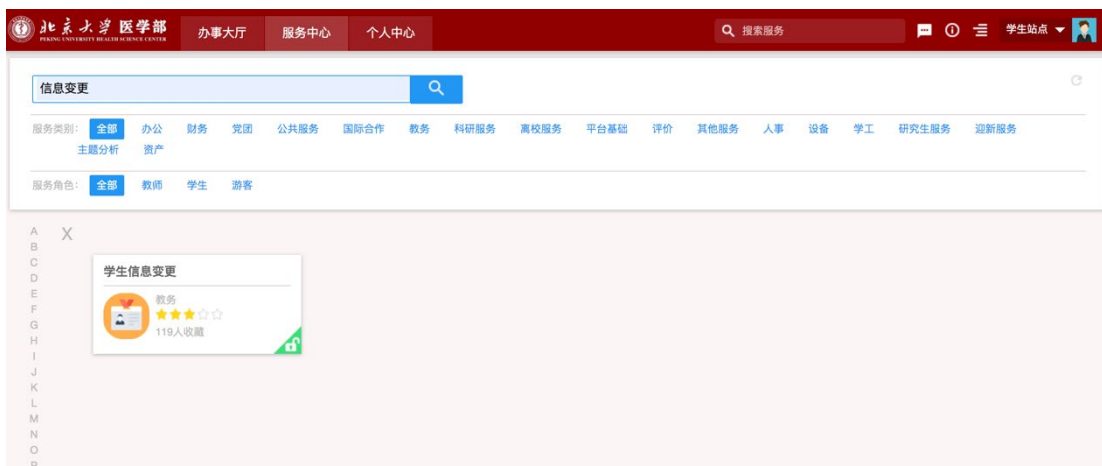 北京大学医学部
PEKING UNIVERSITY HEALTH SCIENCE CENTER
办事大厅 服务中心 个人中心 搜索服务 学生站点
信息变更
服务类别: 全部 办公 财务 党团 公共服务 国际合作 教务 科研服务 离校服务 平台基础 评价 其他服务 人事 设备 学工 研究生服务 迎新服务
主题分析 资产
服务角色: 全部 教师 学生 游客
A X
B
C
学生信息变更
D
E
教务
F
G
119人收藏
H
I
J
K
L
M
N
O
P